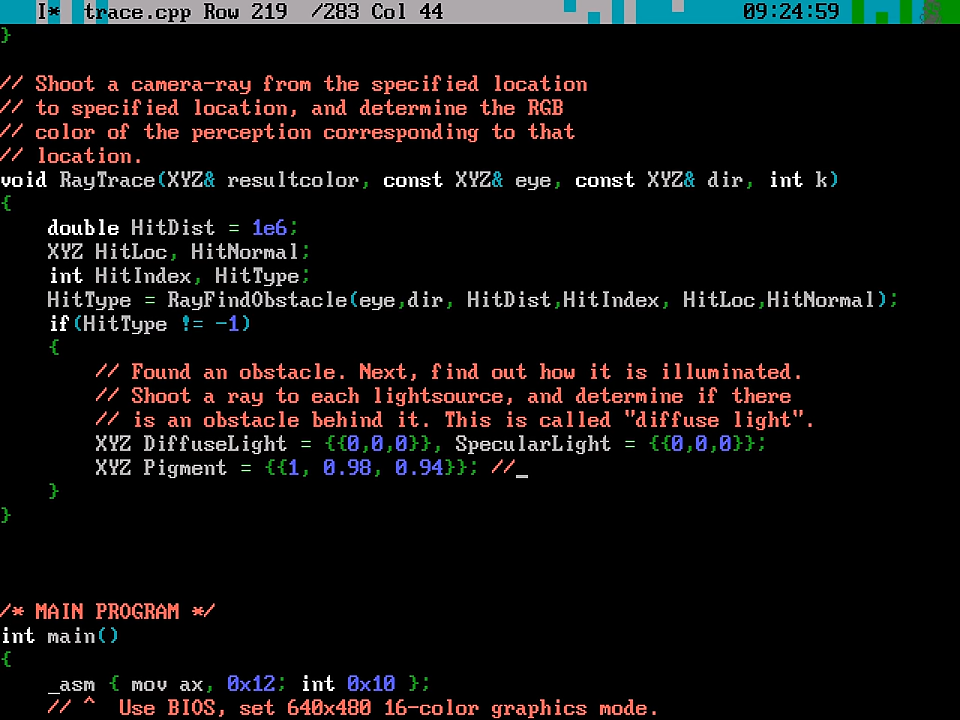 I* trace.cpp Row 219 /283 Col 44 09:24:59
}
// Shoot a camera-ray from the specified location
// to specified location, and determine the RGB
// color of the perception corresponding to that
// location.
void RayTrace(XYZ& resultcolor, const XYZ& eye, const XYZ& dir, int k)
{
double HitDist = 1e6;
XYZ HitLoc, HitNormal;
int HitIndex, HitType;
HitType = RayFindObstacle(eye,dir, HitDist,HitIndex, HitLoc,HitNormal);
if(HitType != -1)
{
// Found an obstacle. Next, find out how it is illuminated.
// Shoot a ray to each lightsource, and determine if there
// is an obstacle behind it. This is called "diffuse light".
XYZ DiffuseLight = {{0,0,0}}, SpecularLight = {{0,0,0}};
XYZ Pigment = {{1, 0.98, 0.94}}; //_
}
}
/* MAIN PROGRAM */
int main()
{
_asm { mov ax, 0x12; int 0x10 };
// ^ Use BIOS, set 640x480 16-color graphics mode.